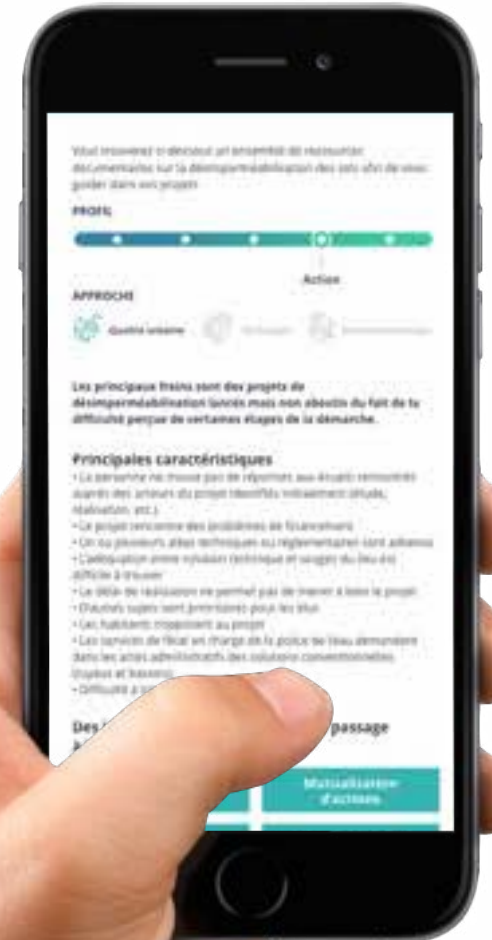 Vous trouverez ci-dessous un ensemble de ressources
documentaires sur la désimperméabilisation des sols afin de vous
guider dans vos projets
PROFIL
Action
APPROCHE
Qualité urbaine
Les principaux freins sont des projets de
désimperméabilisation lancés mais non aboutis du fait de la
difficulté perçue de certaines étapes de la démarche.
Principales caractéristiques
• La personne ne trouve pas de réponses aux écueils rencontrés
auprès des acteurs du projet identifiés initialement (étude,
réalisation, etc.)
• Le projet rencontre des problèmes de financement
• Un ou plusieurs aléas techniques ou réglementaires sont advenus
• L'adéquation entre solution technique et usages du lieu est
difficile à trouver
• Le délai de réalisation ne permet pas de mener à bien le projet
• D'autres sujets sont prioritaires pour les élus
• Les habitants s'opposent au projet
• Les services de l'état en charge de la police de l'eau demandent
dans les actes administratifs des solutions conventionnelles
(tuyaux et bassins)
• Difficulté à
Des passage
Mutualisation
d'actions